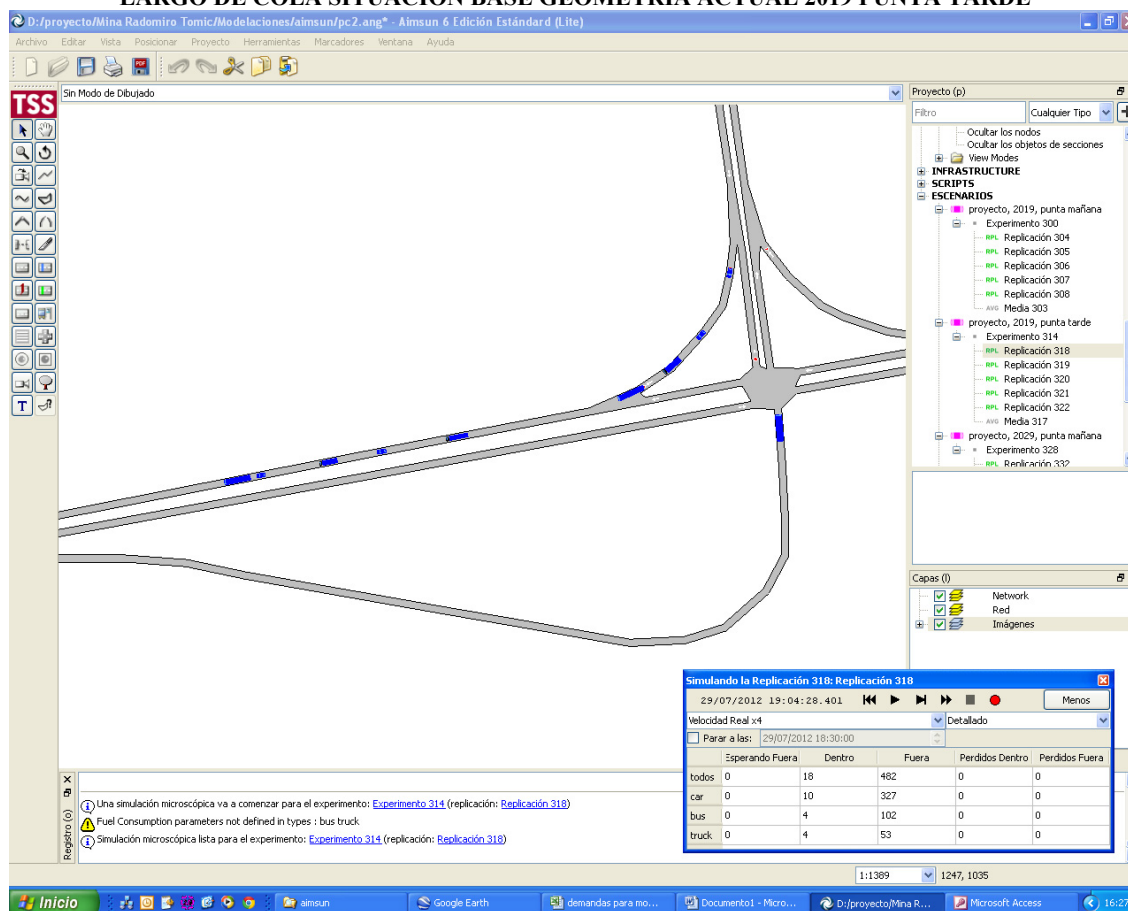 LARGO DE COLA SITUACIÓN BASE GEOMETRÍA ACTUAL 2019 PUNTA TARDE
D:/proyecto/Mina Radomiro Tomic/Modelaciones/aimsun/pc2.ang* - Aimsun 6 Edición Estándard (Lite)
Archivo Editar Vista Posicionar Proyecto Herramientas Marcadores Ventana Ayuda
TSS
Sin Modo de Dibujado
Proyecto (p)
Filtro Cualquier Tipo
Ocultar los nodos
Ocultar los objetos de secciones
View Modes
INFRASTRUCTURE
SCRIPTS
ESCENARIOS
proyecto, 2019, punta mañana
Experimento 300
RPL Replicación 304
RPL Replicación 305
RPL Replicación 306
RPL Replicación 307
RPL Replicación 308
AVG Media 303
proyecto, 2019, punta tarde
Experimento 314
RPL Replicación 318
RPL Replicación 319
RPL Replicación 320
RPL Replicación 321
RPL Replicación 322
AVG Media 317
proyecto, 2029, punta mañana
Experimento 328
RPL Replicación 332
Capas (l)
Network
Red
Imágenes
Simulando la Replicación 318: Replicación 318
29/07/2012 19:04:28.401 Menos
Velocidad Real x4 Detallado
Parar a las: 29/07/2012 18:30:00
Esperando Fuera Dentro Fuera Perdidos Dentro Perdidos Fuera
todos 0 18 482 0 0
car 0 10 327 0 0
bus 0 4 102 0 0
truck 0 4 53 0 0
Registro (o)
Una simulación microscópica va a comenzar para el experimento: Experimento 314 (replicación: Replicación 318)
Fuel Consumption parameters not defined in types : bus truck
Simulación microscópica lista para el experimento: Experimento 314 (replicación: Replicación 318)
1:1389 1247, 1035
Inicio aimsun Google Earth demandas para mo... Documento1 - Micro... D:/proyecto/Mina R... Microsoft Access 16:27